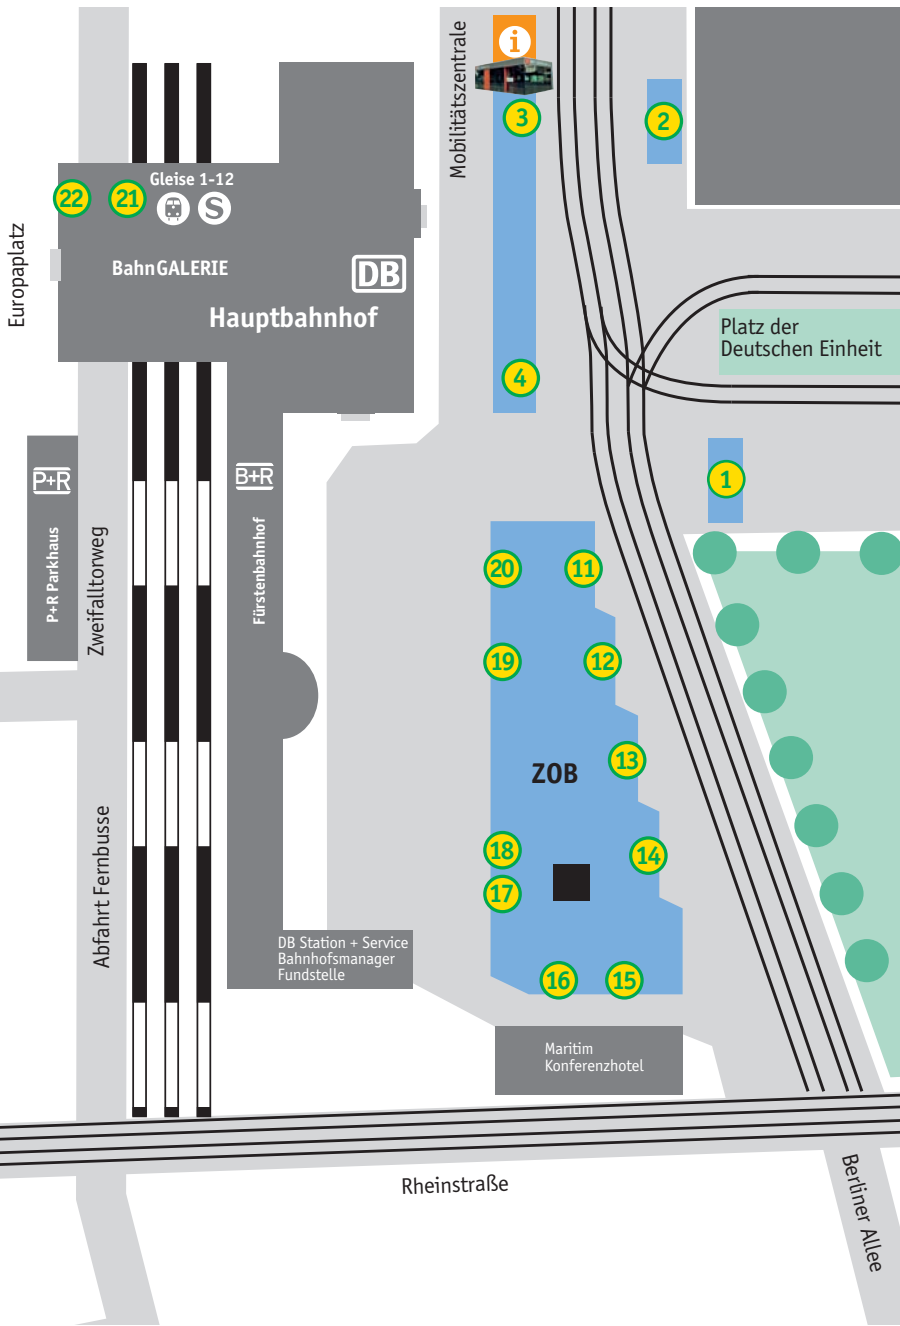 Mobilitätszentrale
i
3
2
22
21
Gleise 1-12
S
Europaplatz
BahnGALERIE
DB
Hauptbahnhof
Platz der
Deutschen Einheit
4
1
P+R
B+R
P+R Parkhaus
Zweifalltorweg
Fürstenbahnhof
20
11
19
12
13
ZOB
18
14
17
Abfahrt Fernbusse
DB Station + Service
Bahnhofsmanager
Fundstelle
16
15
Maritim
Konferenzhotel
Rheinstraße
Berliner Allee